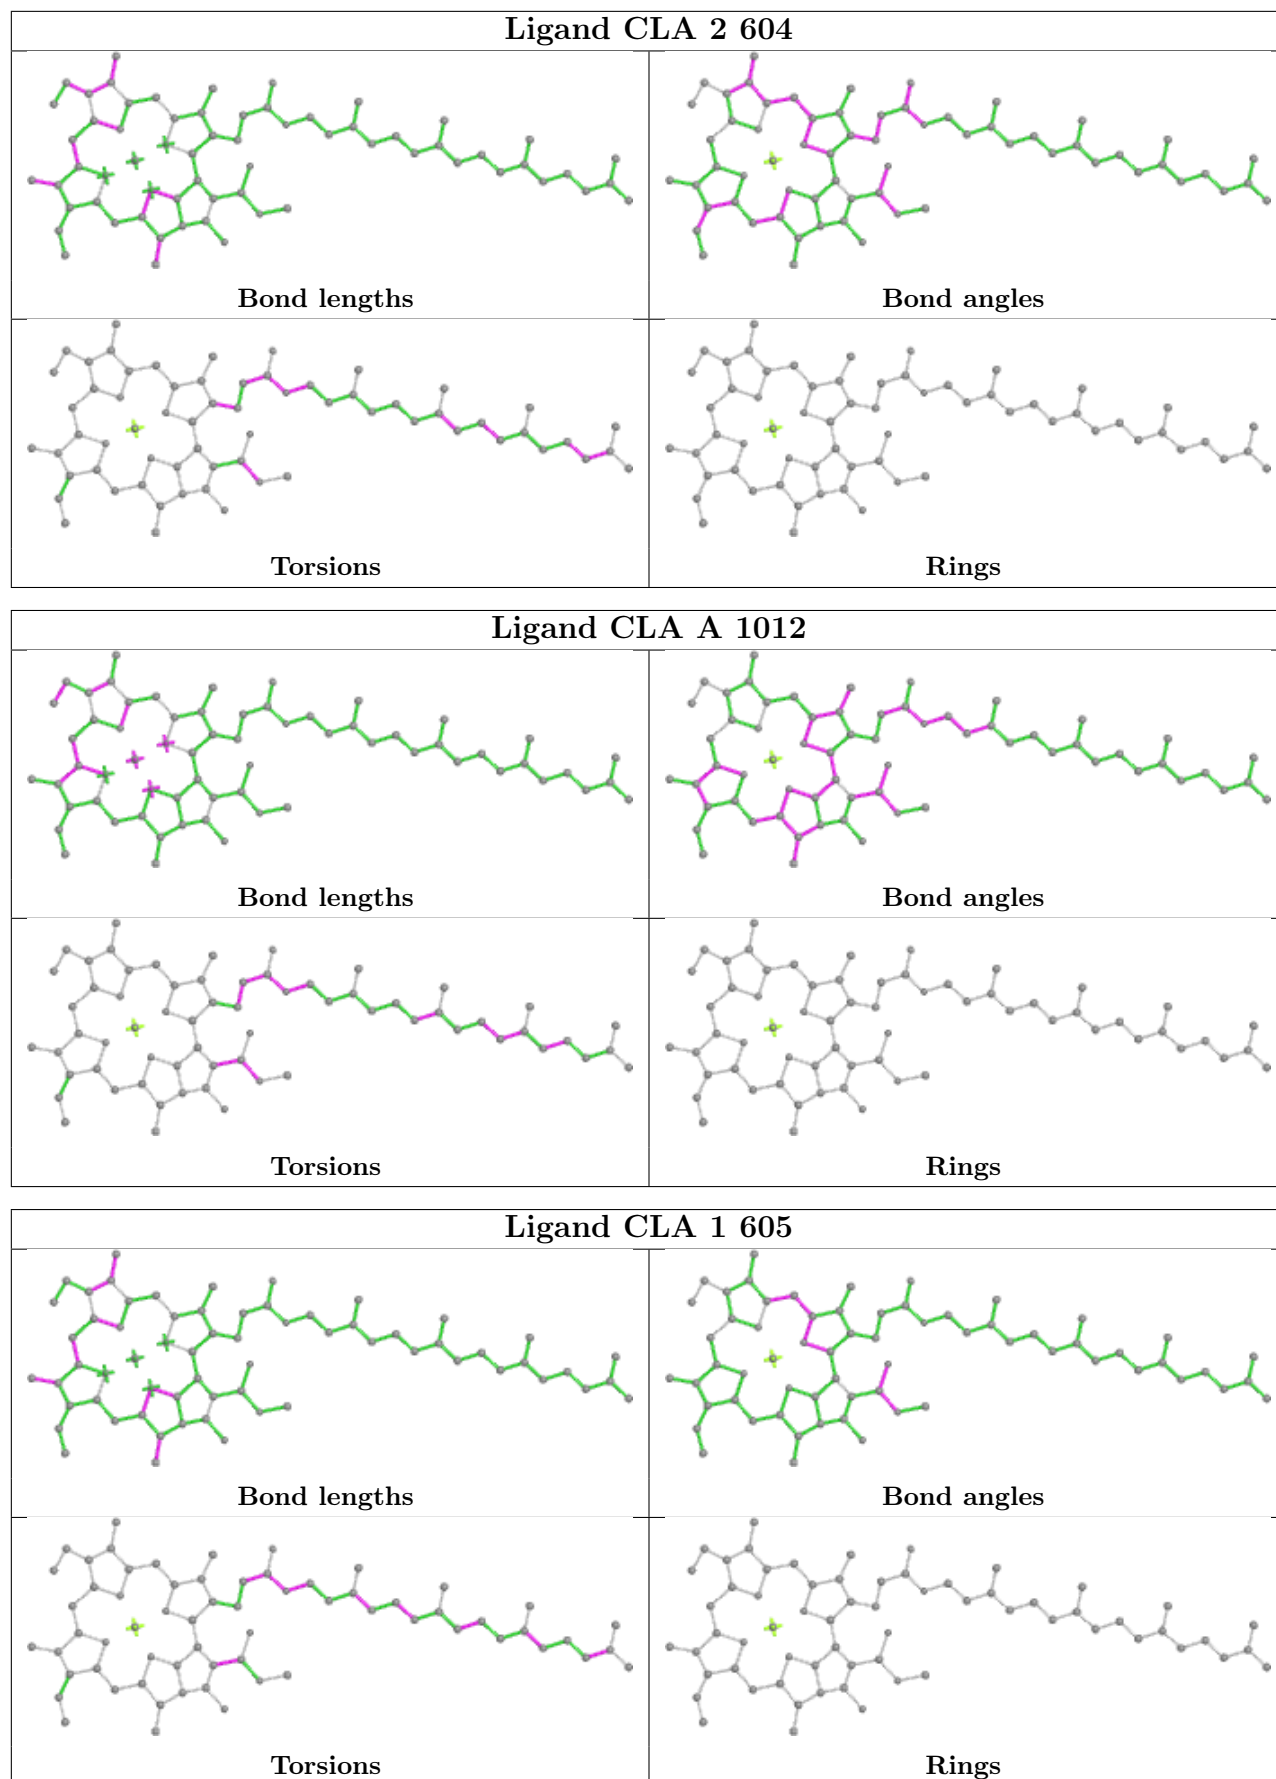 Ligand CLA 2 604
Bond lengths
Bond angles
Torsions
Rings
Ligand CLA A 1012
Bond lengths
Bond angles
Torsions
Rings
Ligand CLA 1 605
Bond lengths
Bond angles
Torsions
Rings